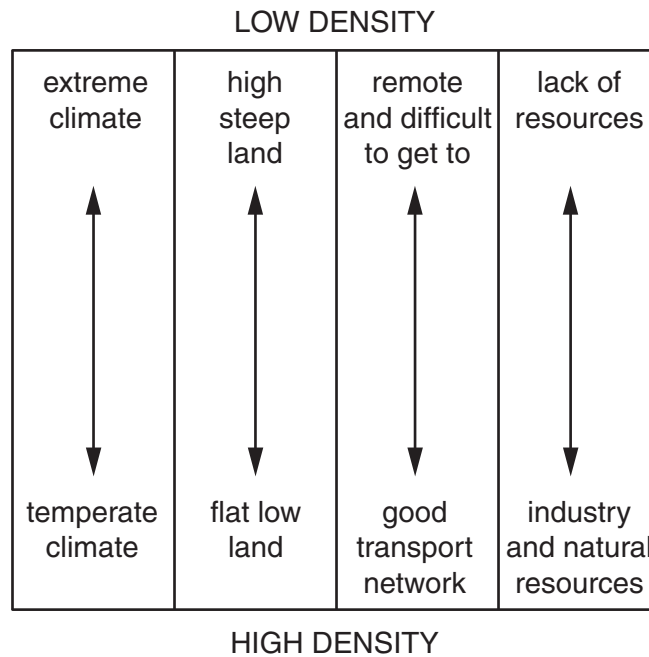 LOW DENSITY
extreme
climate
high
steep
land
remote
and difficult
to get to
lack of
resources
temperate
climate
flat low
land
good
transport
network
industry
and natural
resources
HIGH DENSITY